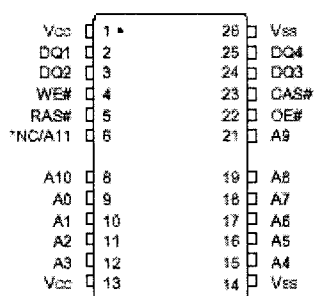 Vcc 1 26 Vss
DQ1 2 25 DQ4
DQ2 3 24 DQ3
WE# 4 23 CAS#
RAS# 5 22 OE#
*NC/A11 6 21 A9
A10 8 19 A8
A0 9 18 A7
A1 10 17 A6
A2 11 16 A5
A3 12 15 A4
Vcc 13 14 Vss